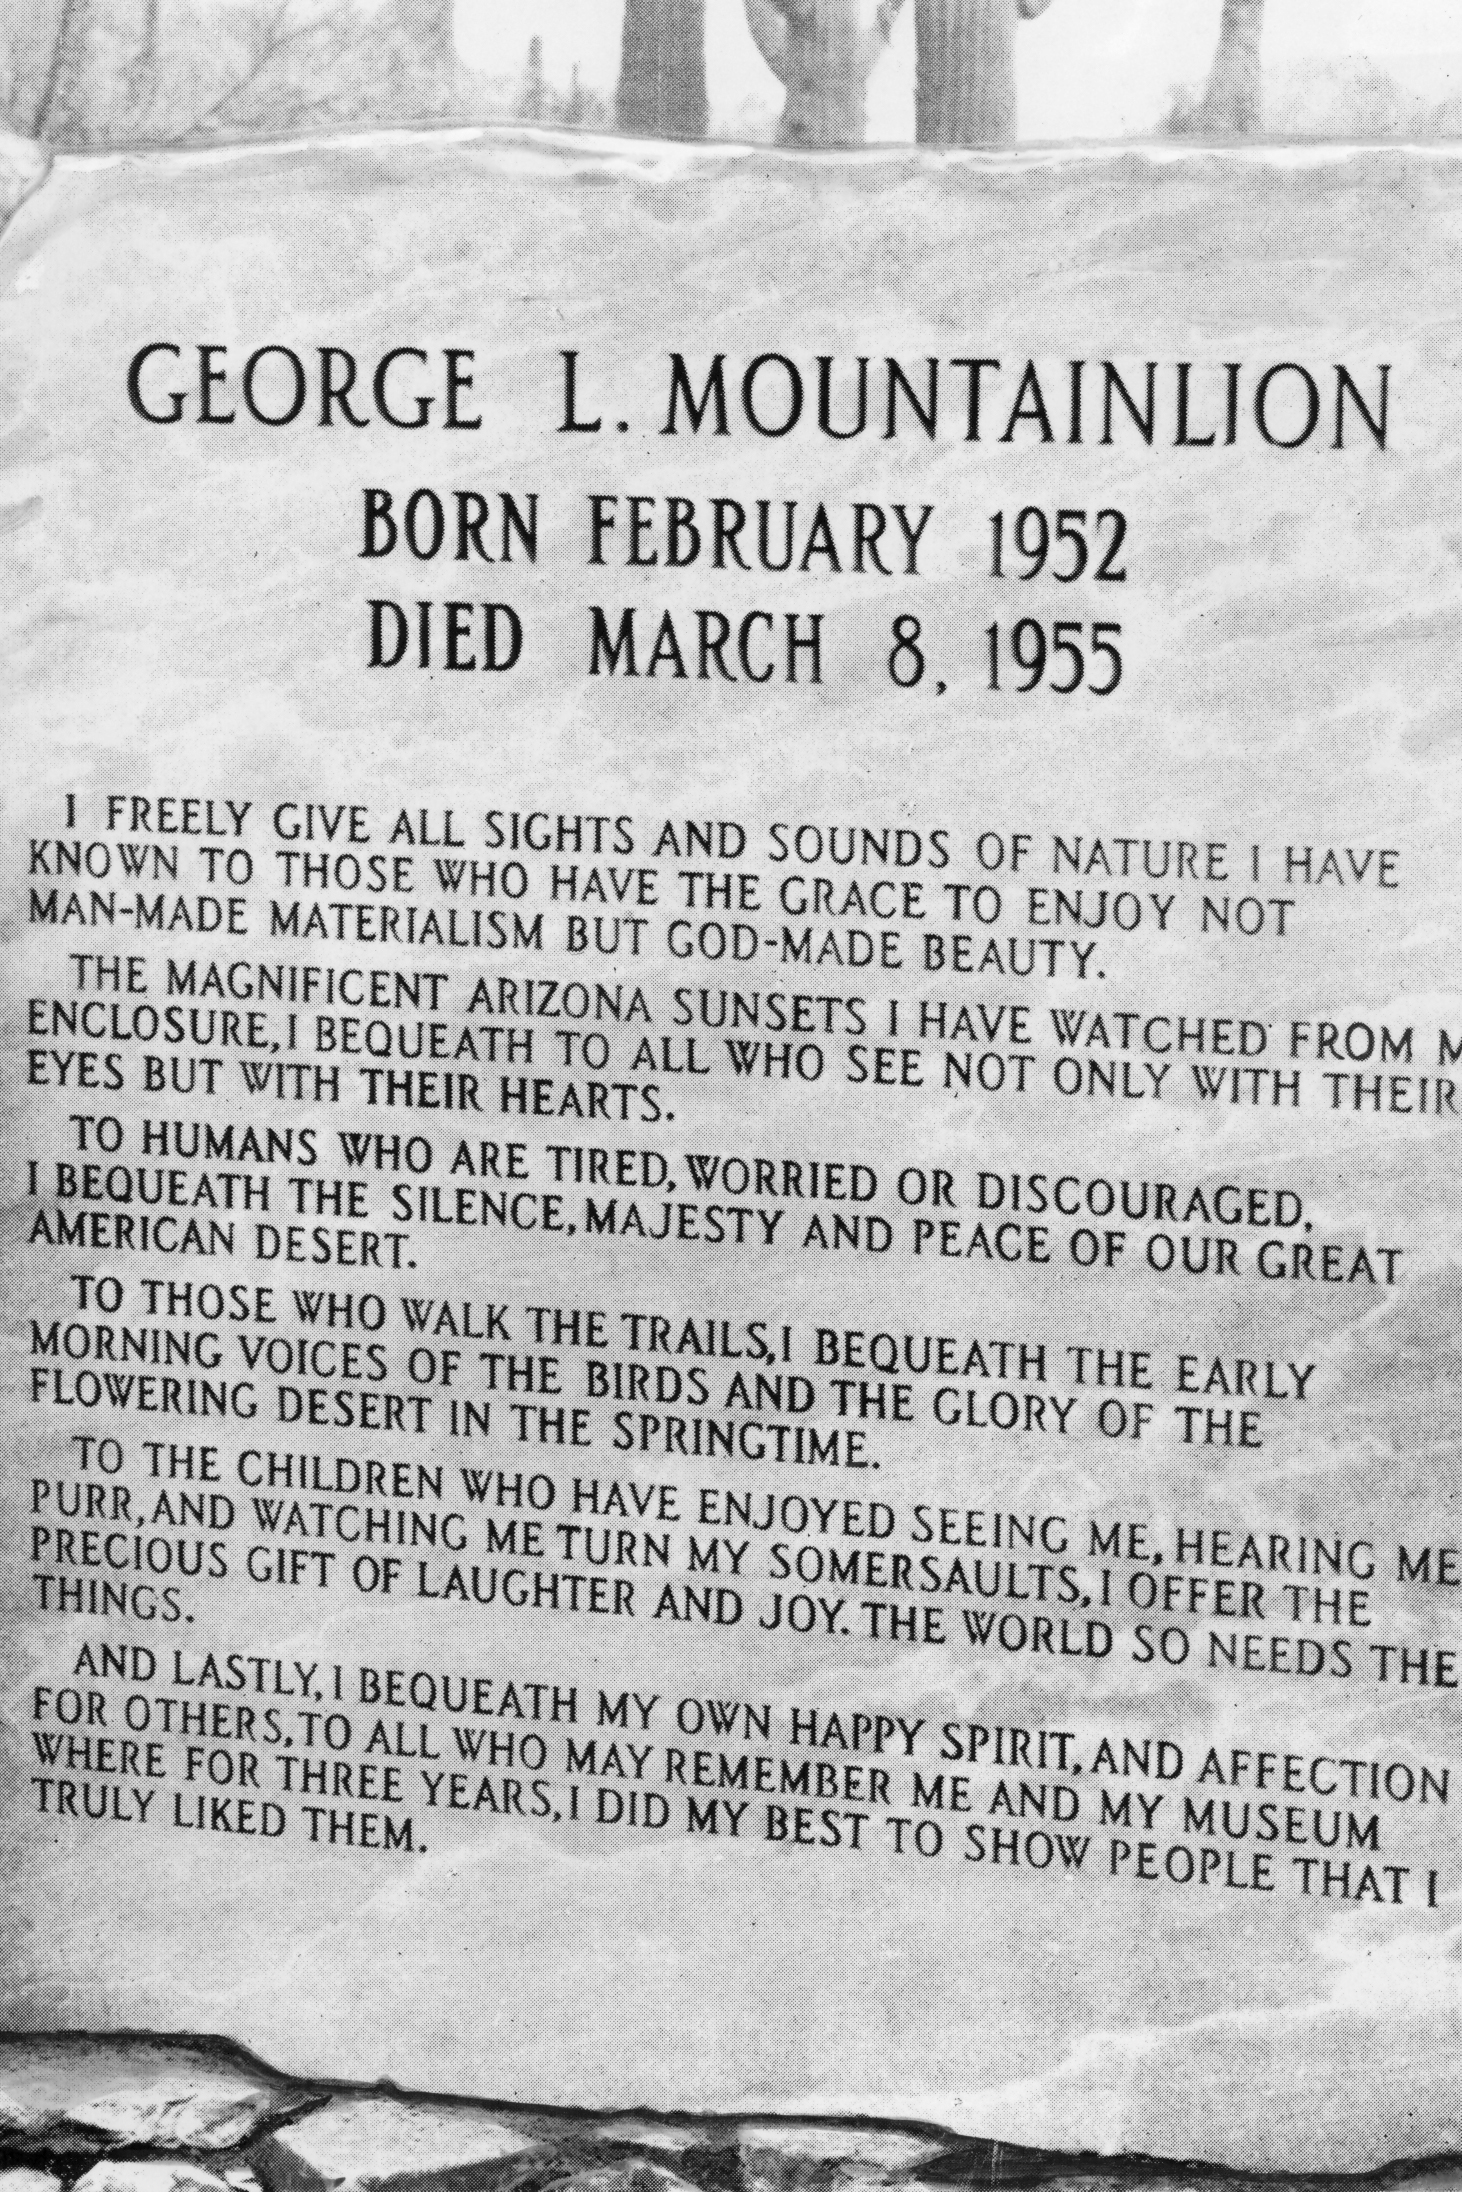 GEORGE L. MOUNTAINLION
BORN FEBRUARY 1952
DIED MARCH 8, 1955
I FREELY GIVE ALL SIGHTS AND SOUNDS OF NATURE I HAVE
KNOWN TO THOSE WHO HAVE THE GRACE TO ENJOY NOT
MAN-MADE MATERIALISM BUT GOD-MADE BEAUTY.
THE MAGNIFICENT ARIZONA SUNSETS I HAVE WATCHED FROM M
ENCLOSURE, I BEQUEATH TO ALL WHO SEE NOT ONLY WITH THEIR
EYES BUT WITH THEIR HEARTS.
TO HUMANS WHO ARE TIRED, WORRIED OR DISCOURAGED,
I BEQUEATH THE SILENCE, MAJESTY AND PEACE OF OUR GREAT
AMERICAN DESERT.
TO THOSE WHO WALK THE TRAILS, I BEQUEATH THE EARLY
MORNING VOICES OF THE BIRDS AND THE GLORY OF THE
FLOWERING DESERT IN THE SPRINGTIME.
TO THE CHILDREN WHO HAVE ENJOYED SEEING ME, HEARING ME
PURR, AND WATCHING ME TURN MY SOMERSAULTS, I OFFER THE
PRECIOUS GIFT OF LAUGHTER AND JOY. THE WORLD SO NEEDS THE
THINGS.
AND LASTLY, I BEQUEATH MY OWN HAPPY SPIRIT, AND AFFECTION
FOR OTHERS, TO ALL WHO MAY REMEMBER ME AND MY MUSEUM
WHERE FOR THREE YEARS, I DID MY BEST TO SHOW PEOPLE THAT I
TRULY LIKED THEM.